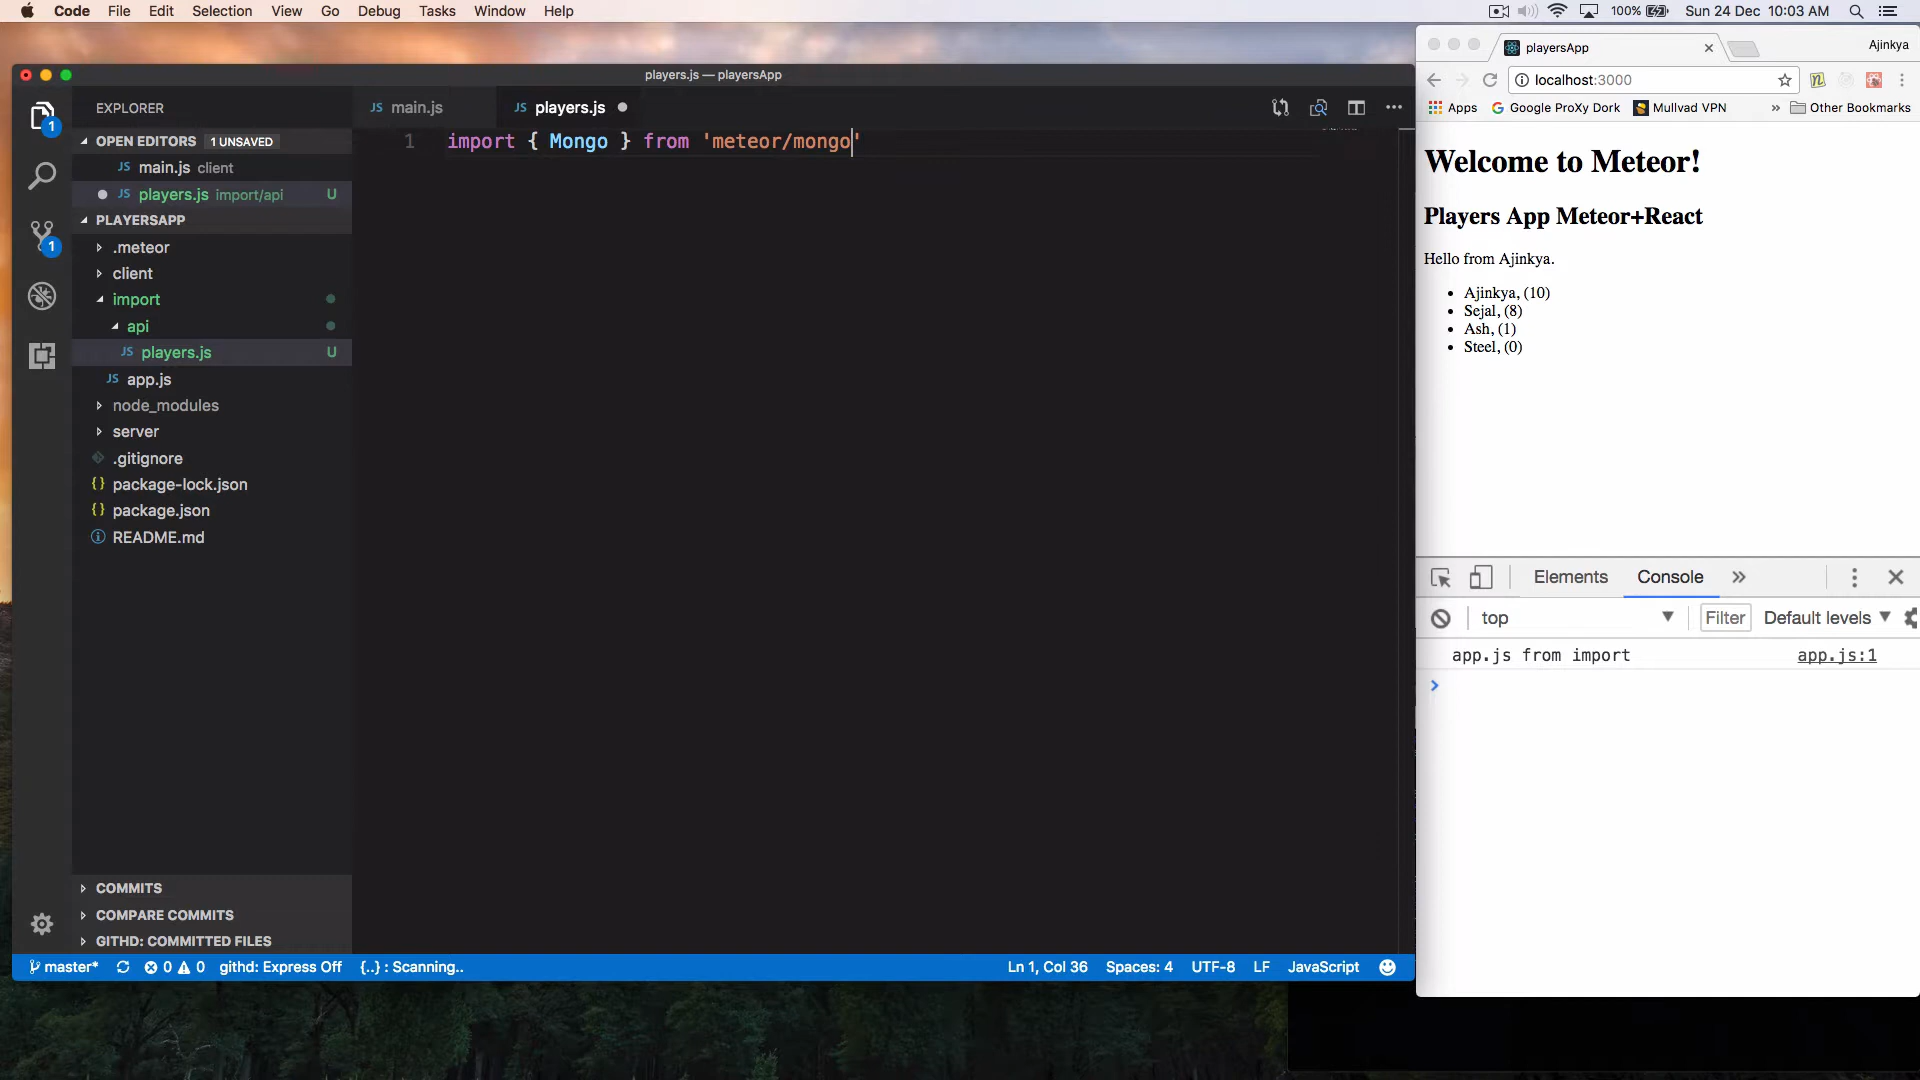 Code File Edit Selection View Go Debug Tasks Window Help
100% Sun 24 Dec 10:03 AM
players.js — playersApp
EXPLORER
OPEN EDITORS 1 UNSAVED
main.js client
players.js import/api U
PLAYERSAPP
.meteor
client
import
api
players.js U
app.js
node_modules
server
.gitignore
package-lock.json
package.json
README.md
COMMITS
COMPARE COMMITS
GITHD: COMMITTED FILES
1
1
JS main.js
JS players.js
1 import { Mongo } from 'meteor/mongo'
master* 0 0 githd: Express Off {..} : Scanning..
Ln 1, Col 36 Spaces: 4 UTF-8 LF JavaScript
playersApp
Ajinkya
localhost:3000
Apps Google ProXy Dork Mullvad VPN » Other Bookmarks
Welcome to Meteor!
Players App Meteor+React
Hello from Ajinkya.
• Ajinkya, (10)
• Sejal, (8)
• Ash, (1)
• Steel, (0)
Elements Console »
top Filter Default levels
app.js from import app.js:1